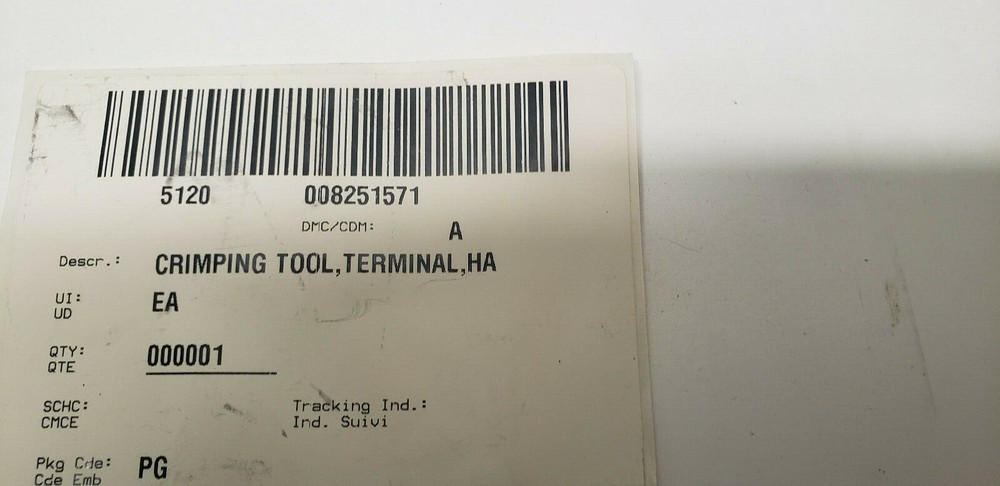 5120 008251571
DMC/CDM: A
Descr.: CRIMPING TOOL,TERMINAL,HA
UI: EA
UD
QTY: 000001
QTE
SCHC: Tracking Ind.:
CMCE Ind. Suivi
Pkg Cde: PG
Cde Emb